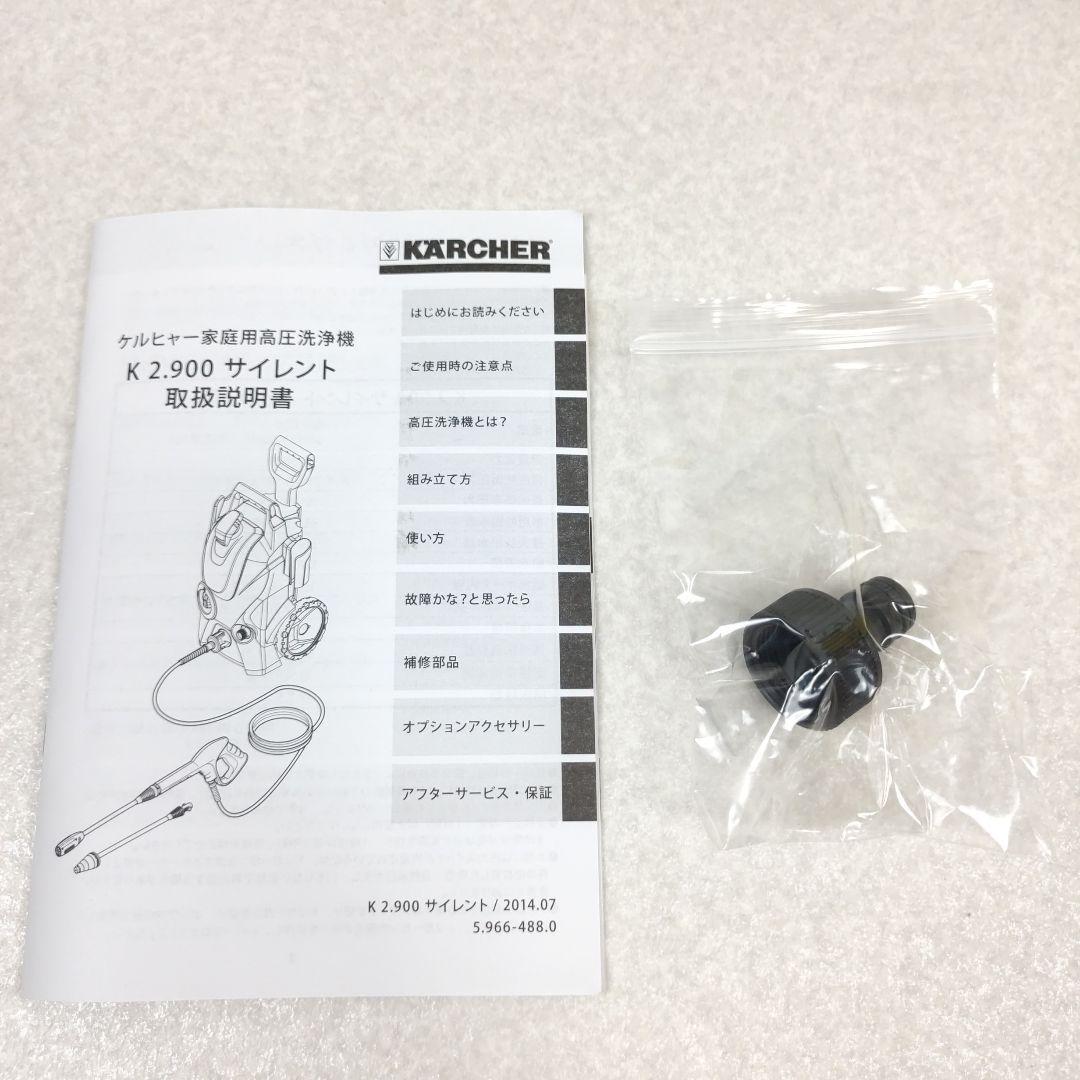 KÄRCHER
ケルヒャー家庭用高圧洗浄機
K 2.900 サイレント
取扱説明書
はじめにお読みください
ご使用時の注意点
高圧洗浄機とは?
組み立て方
使い方
故障かな?と思ったら
補修部品
オプションアクセサリー
アフターサービス・保証
K 2.900 サイレント / 2014.07
5.966-488.0